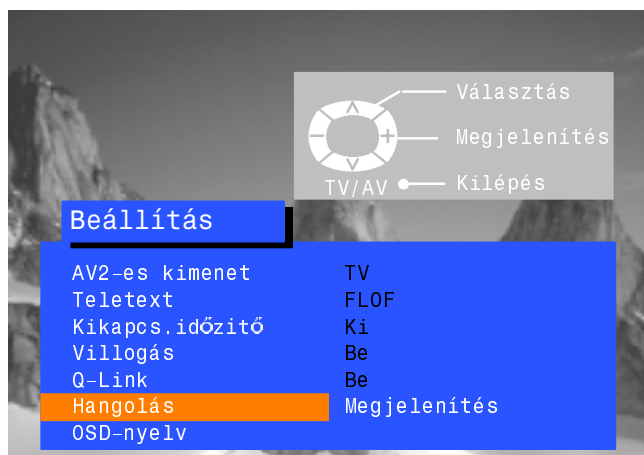 Választás
Megjelenítés
TV/AV Kilépés
Beállítás
AV2-es kimenet TV
Teletext FLOF
Kikapcs.időzitő Ki
Villogás Be
Q-Link Be
Hangolás Megjelenítés
OSD-nyelv